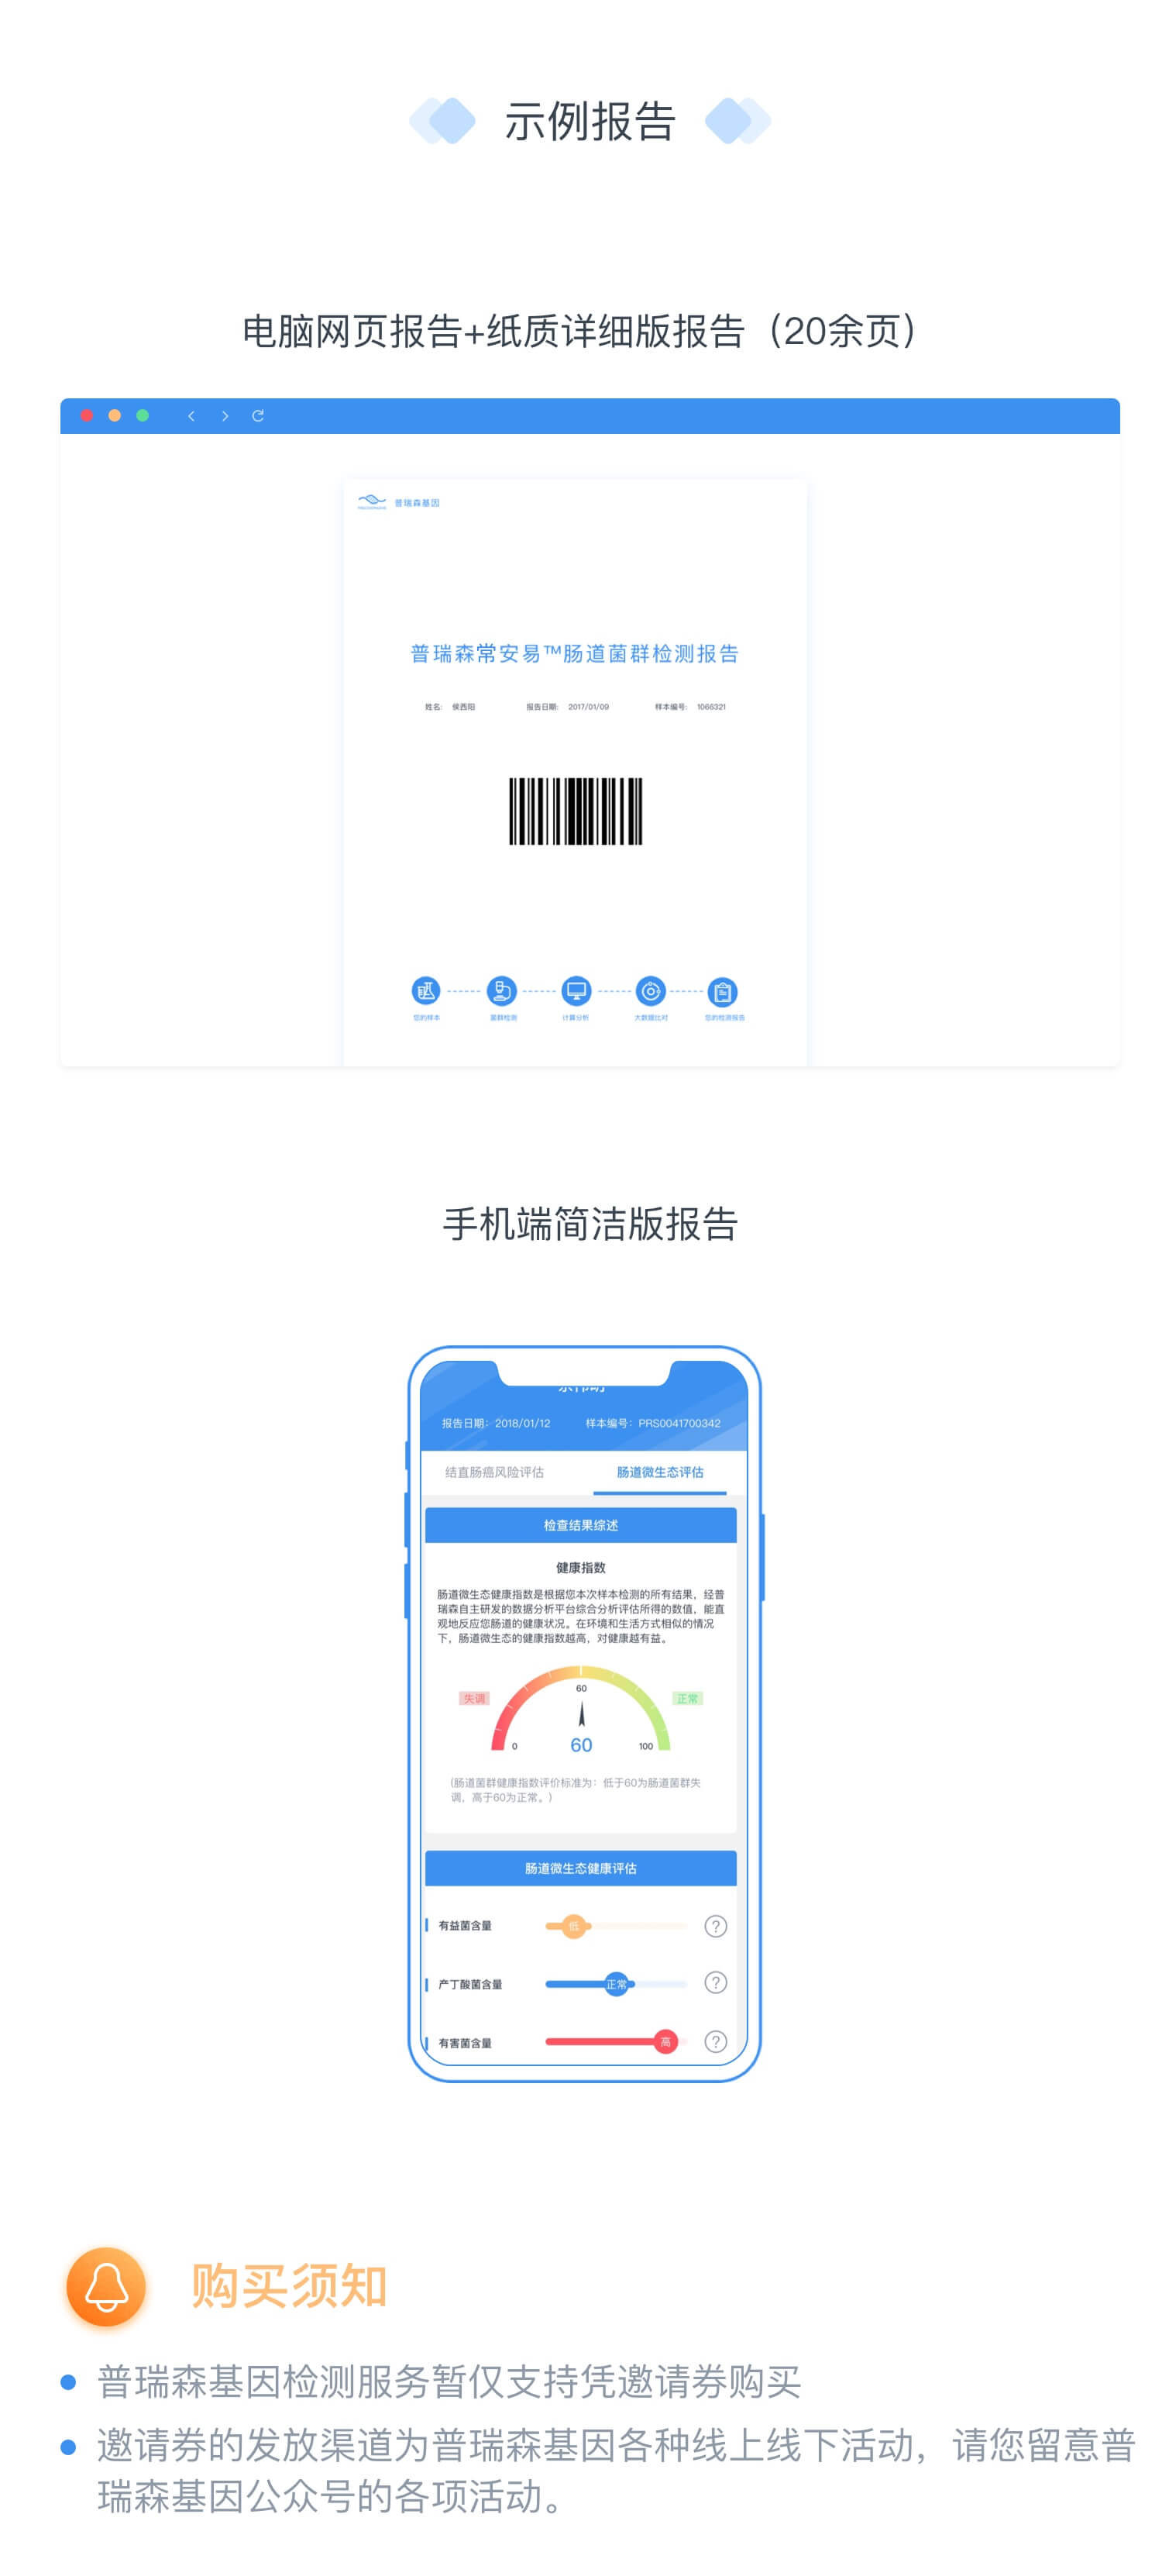 示例报告
电脑网页报告+纸质详细版报告（20余页）
普瑞森基因
普瑞森常安易™肠道菌群检测报告
姓名: 侯西阳 报告日期: 2017/01/09 样本编号: 1066321
您的样本 菌群检测 计算分析 大数据比对 您的检测报告
手机端简洁版报告
报告日期：2018/01/12 样本编号：PRS0041700342
结直肠癌风险评估 肠道微生态评估
检查结果综述
健康指数
肠道微生态健康指数是根据您本次样本检测的所有结果，经普
瑞森自主研发的数据分析平台综合分析评估所得的数值，能直
观地反应您肠道的健康状况。在环境和生活方式相似的情况
下，肠道微生态的健康指数越高，对健康越有益。
60
失调 正常
0 60 100
(肠道菌群健康指数评价标准为：低于60为肠道菌群失
调，高于60为正常。)
肠道微生态健康评估
有益菌含量 低 ?
产丁酸菌含量 正常 ?
有害菌含量 高 ?
购买须知
普瑞森基因检测服务暂仅支持凭邀请券购买
邀请券的发放渠道为普瑞森基因各种线上线下活动，请您留意普
瑞森基因公众号的各项活动。